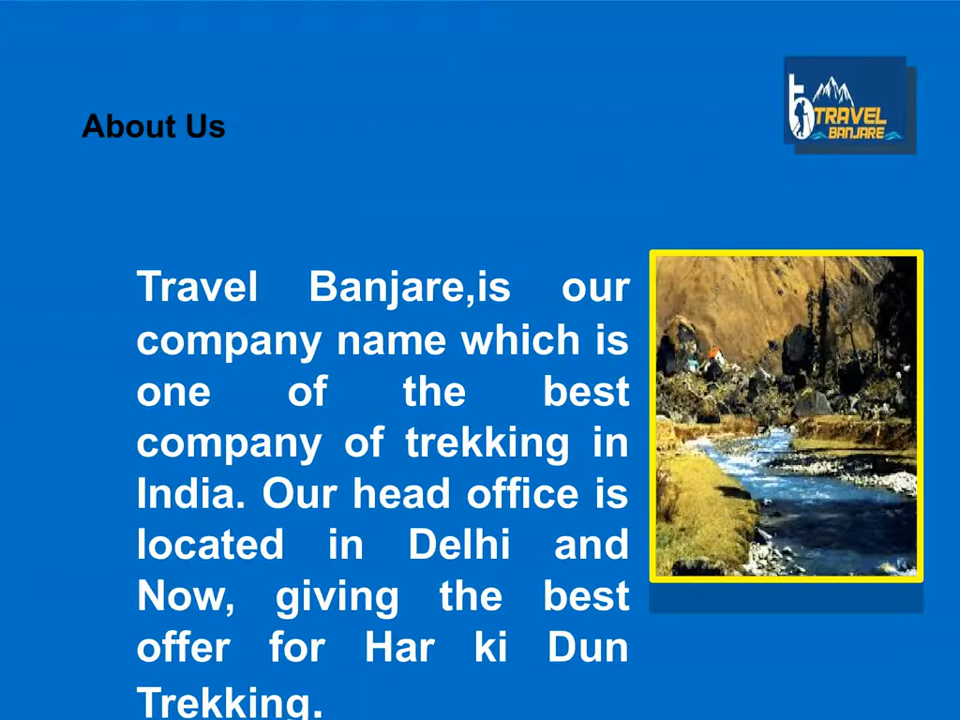 About Us
TRAVEL
BANJARE
Travel Banjare,is our
company name which is
one of the best
company of trekking in
India. Our head office is
located in Delhi and
Now, giving the best
offer for Har ki Dun
Trekking.